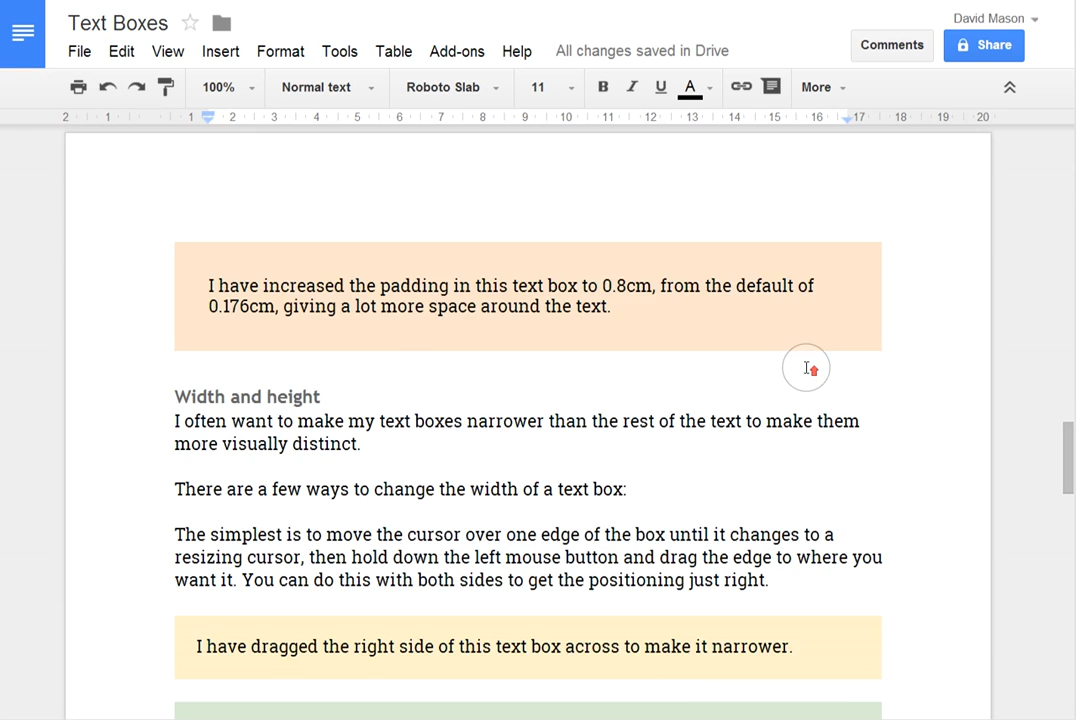 Text Boxes
David Mason
File Edit View Insert Format Tools Table Add-ons Help All changes saved in Drive
Comments Share
100% Normal text Roboto Slab 11 B I U A More
2 1 1 2 3 4 5 6 7 8 9 10 11 12 13 14 15 16 17 18 19 20
I have increased the padding in this text box to 0.8cm, from the default of
0.176cm, giving a lot more space around the text.
Width and height
I often want to make my text boxes narrower than the rest of the text to make them
more visually distinct.
There are a few ways to change the width of a text box:
The simplest is to move the cursor over one edge of the box until it changes to a
resizing cursor, then hold down the left mouse button and drag the edge to where you
want it. You can do this with both sides to get the positioning just right.
I have dragged the right side of this text box across to make it narrower.